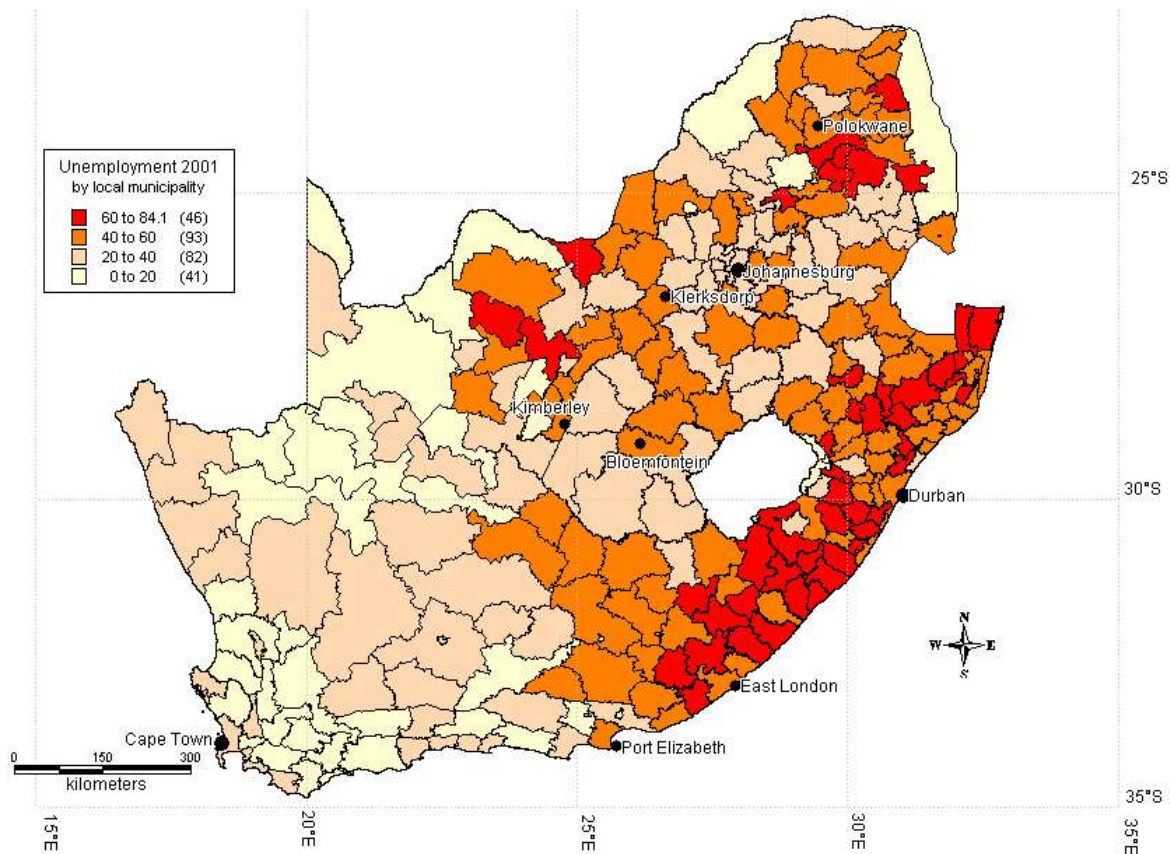 Unemployment 2001
by local municipality
60 to 84.1 (46)
40 to 60 (93)
20 to 40 (82)
0 to 20 (41)
Polokwane
25°S
Johannesburg
Klerksdorp
Kimberley
Bloemfontein
Durban
30°S
N
W E
S
East London
Cape Town
Port Elizabeth
0 150 300
kilometers
35°S
15°E
20°E
25°E
30°E
35°E